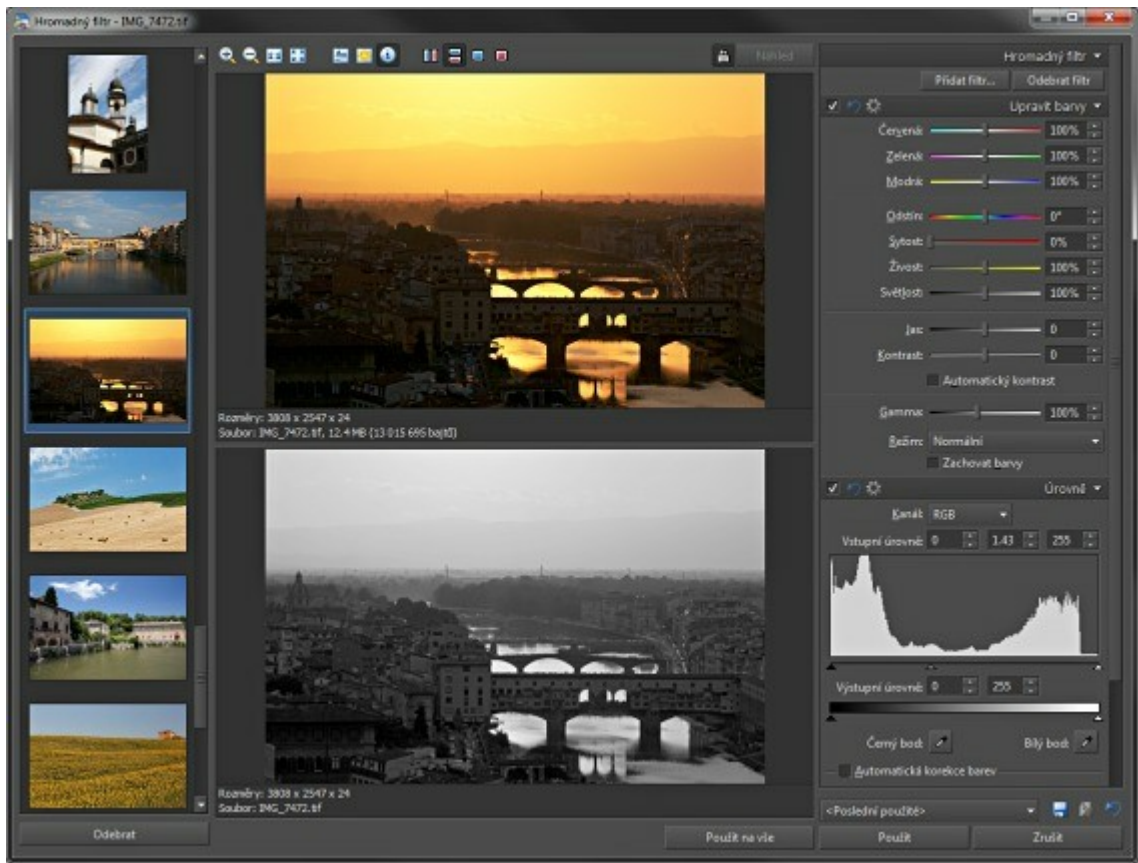 Hromadný filtr - IMG_7472.tif
Náhled
Hromadný filtr
Přidat filtr...
Odebrat filtr
Upravit barvy
Červená: 100%
Zelená: 100%
Modrá: 100%
Odstín: 0°
Sytost: 0%
Živost: 100%
Světlost: 100%
Jas: 0
Kontrast: 0
Automatický kontrast
Gamma: 100%
Režim: Normální
Zachovat barvy
Rozměry: 3808 x 2547 x 24
Soubor: IMG_7472.tif, 12.4 MB (13 015 695 bajtů)
Úrovně
Kanál: RGB
Vstupní úrovně: 0 1.43 255
Výstupní úrovně: 0 255
Černý bod:
Bílý bod:
Automatická korekce barev
Rozměry: 3808 x 2547 x 24
Soubor: IMG_7472.tif
<Poslední použité>
Odebrat
Použít na vše
Použít
Zrušit